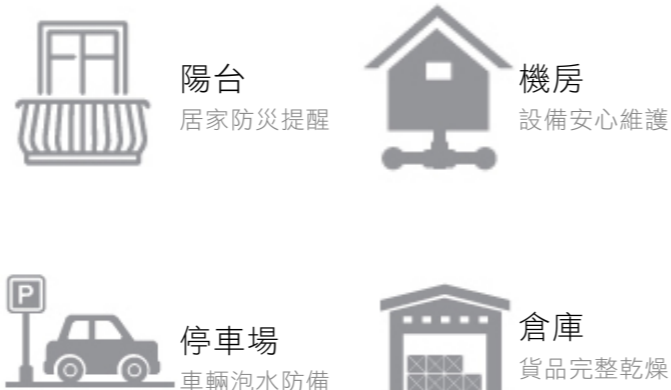 陽台
居家防災提醒
機房
設備安心維護
P
停車場
車輛泡水防備
倉庫
貨品完整乾燥